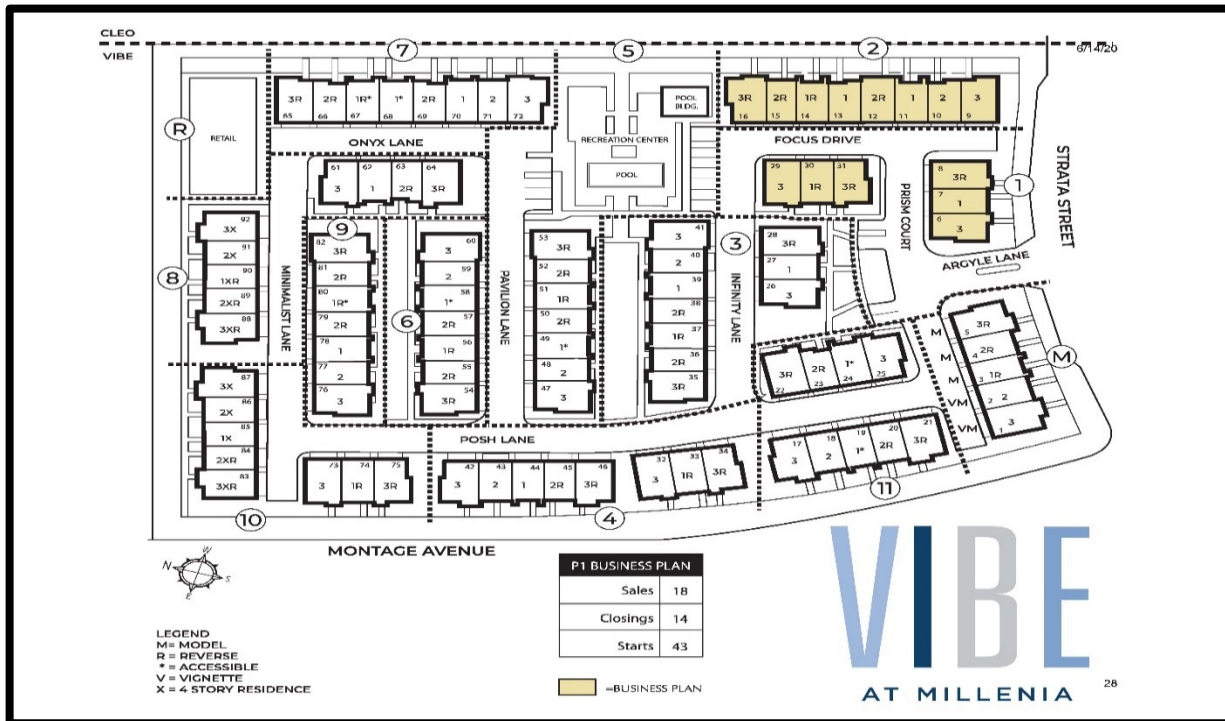 CLEO
VIBE
7
5
2
6/14/20
3R 2R 1R* 1* 2R 1 2 3
65 66 67 68 69 70 71 72
POOL
BLDG.
3R 2R 1R 1 2R 1 2 3
16 15 14 13 12 11 10 9
R
RETAIL
ONYX LANE
RECREATION CENTER
POOL
FOCUS DRIVE
61 62 63 64
3 1 2R 3R
29 30 31
3 1R 3R
PRISM COURT
8 3R
7 1
6 3
1
STRATA STREET
ARGYLE LANE
92
3X
91
2X
90
1XR
89
2XR
88
3XR
8
MINIMALIST LANE
9
82
3R
81
2R
80
1R*
79
2R
78
1
77
2
76
3
6
60
3
59
2
58
1*
57
2R
56
1R
55
2R
54
3R
PAVILION LANE
53
3R
52
2R
51
1R
50
2R
49
1*
48
2
47
3
41
3
40
2
39
1
38
2R
37
1R
36
2R
35
3R
3
INFINITY LANE
28
3R
27
1
26
3
3R 2R 1* 3
22 23 24 25
M
M
VM
VM
5 3R
4 2R
3 1R
2 2
1 3
M
87
3X
86
2X
85
1X
84
2XR
83
3XR
POSH LANE
73 74 75
3 1R 3R
42 43 44 45 46
3 2 1 2R 3R
32 33 34
3 1R 3R
17 18 19 20 21
3 2 1* 2R 3R
10
4
11
MONTAGE AVENUE
N W S E
P1 BUSINESS PLAN
Sales 18
Closings 14
Starts 43
=BUSINESS PLAN
LEGEND
M= MODEL
R = REVERSE
* = ACCESSIBLE
V = VIGNETTE
X = 4 STORY RESIDENCE
VIBE
AT MILLENIA
28